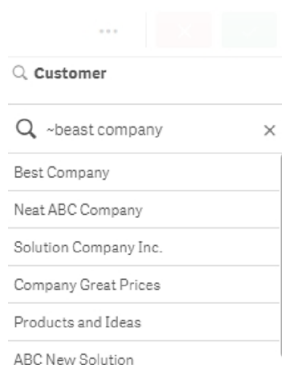 Customer
~beast company
Best Company
Neat ABC Company
Solution Company Inc.
Company Great Prices
Products and Ideas
ABC New Solution